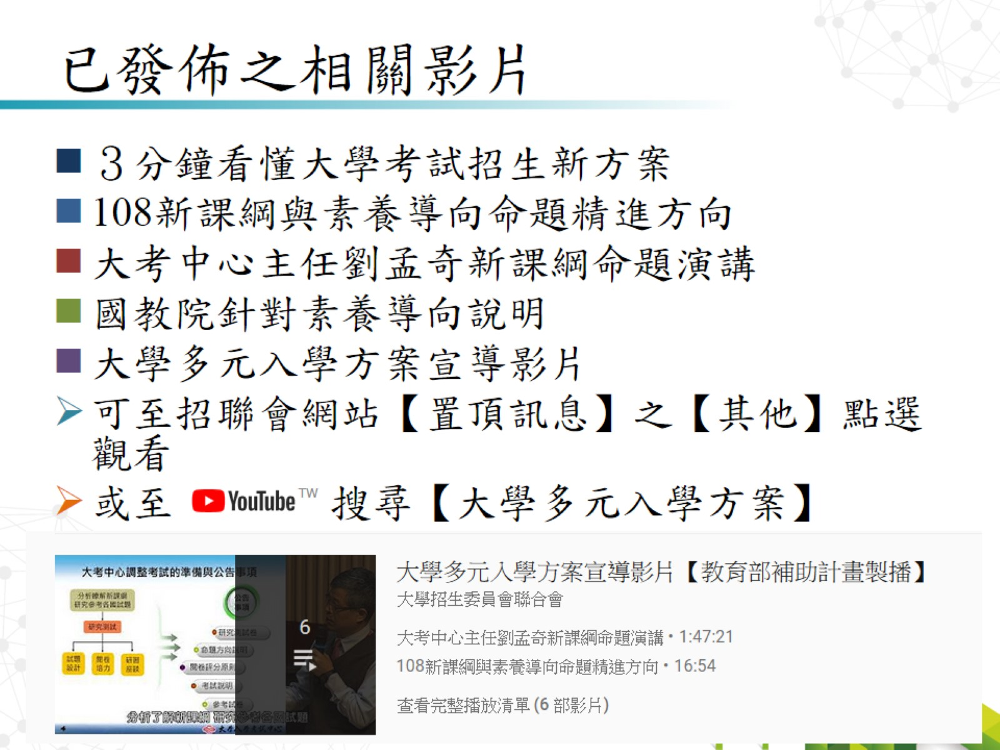 已發佈之相關影片
３分鐘看懂大學考試招生新方案
108新課綱與素養導向命題精進方向
大考中心主任劉孟奇新課綱命題演講
國教院針對素養導向說明
大學多元入學方案宣導影片
可至招聯會網站【置頂訊息】之【其他】點選
觀看
或至 YouTube TW 搜尋【大學多元入學方案】
大考中心調整考試的準備與公告事項
分析瞭解新課綱
研究參考各國試題
研究測試
試題
設計
閱卷
培力
研習
座談
公告
事項
研究測試卷
命題方向說明
閱卷評分原則
考試說明
參考試卷
分析了解新課綱 研究參考各國試題
4
大學入學考試中心
6
大學多元入學方案宣導影片【教育部補助計畫製播】
大學招生委員會聯合會
大考中心主任劉孟奇新課綱命題演講 • 1:47:21
108新課綱與素養導向命題精進方向 • 16:54
查看完整播放清單 (6 部影片)